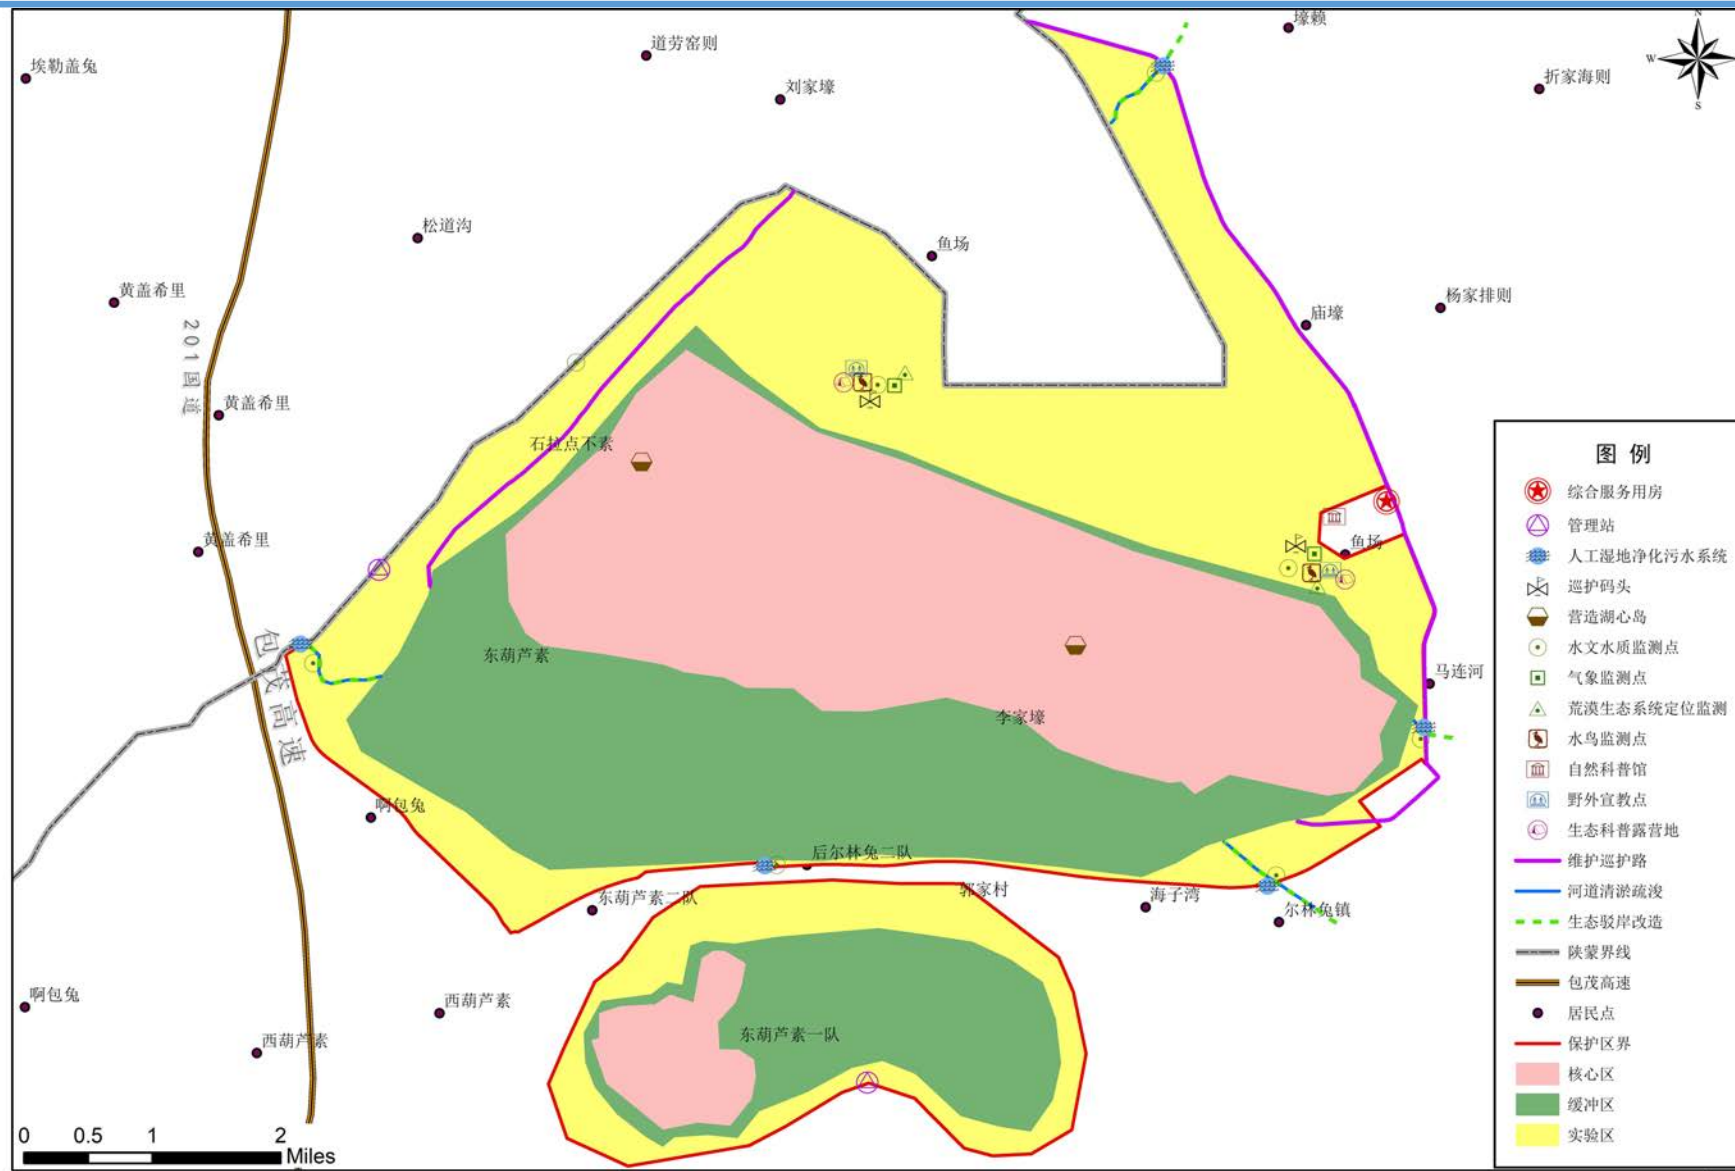 N
W
S
埃勒盖兔
道劳窑则
壕赖
刘家壕
折家海则
松道沟
鱼场
黄盖希里
杨家排则
庙壕
201国道
黄盖希里
石拉点不素
黄盖希里
鱼场
东葫芦素
包茂高速
马连河
李家壕
啊包兔
后尔林兔二队
东葫芦素二队
郭家村
海子湾
尔林兔镇
啊包兔
西葫芦素
西葫芦素
东葫芦素一队
图 例
综合服务用房
管理站
人工湿地净化污水系统
巡护码头
营造湖心岛
水文水质监测点
气象监测点
荒漠生态系统定位监测
水鸟监测点
自然科普馆
野外宣教点
生态科普露营地
维护巡护路
河道清淤疏浚
生态驳岸改造
陕蒙界线
包茂高速
居民点
保护区界
核心区
缓冲区
实验区
0 0.5 1 2
Miles